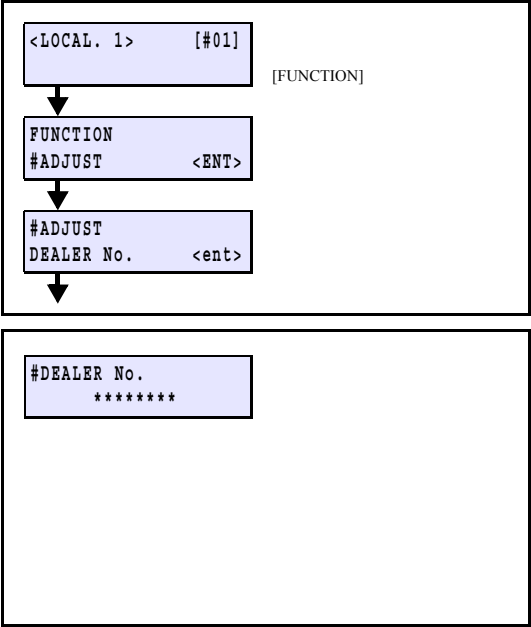 <LOCAL. 1> [#01]
[FUNCTION]
FUNCTION
#ADJUST <ENT>
#ADJUST
DEALER No. <ent>
#DEALER No.
********